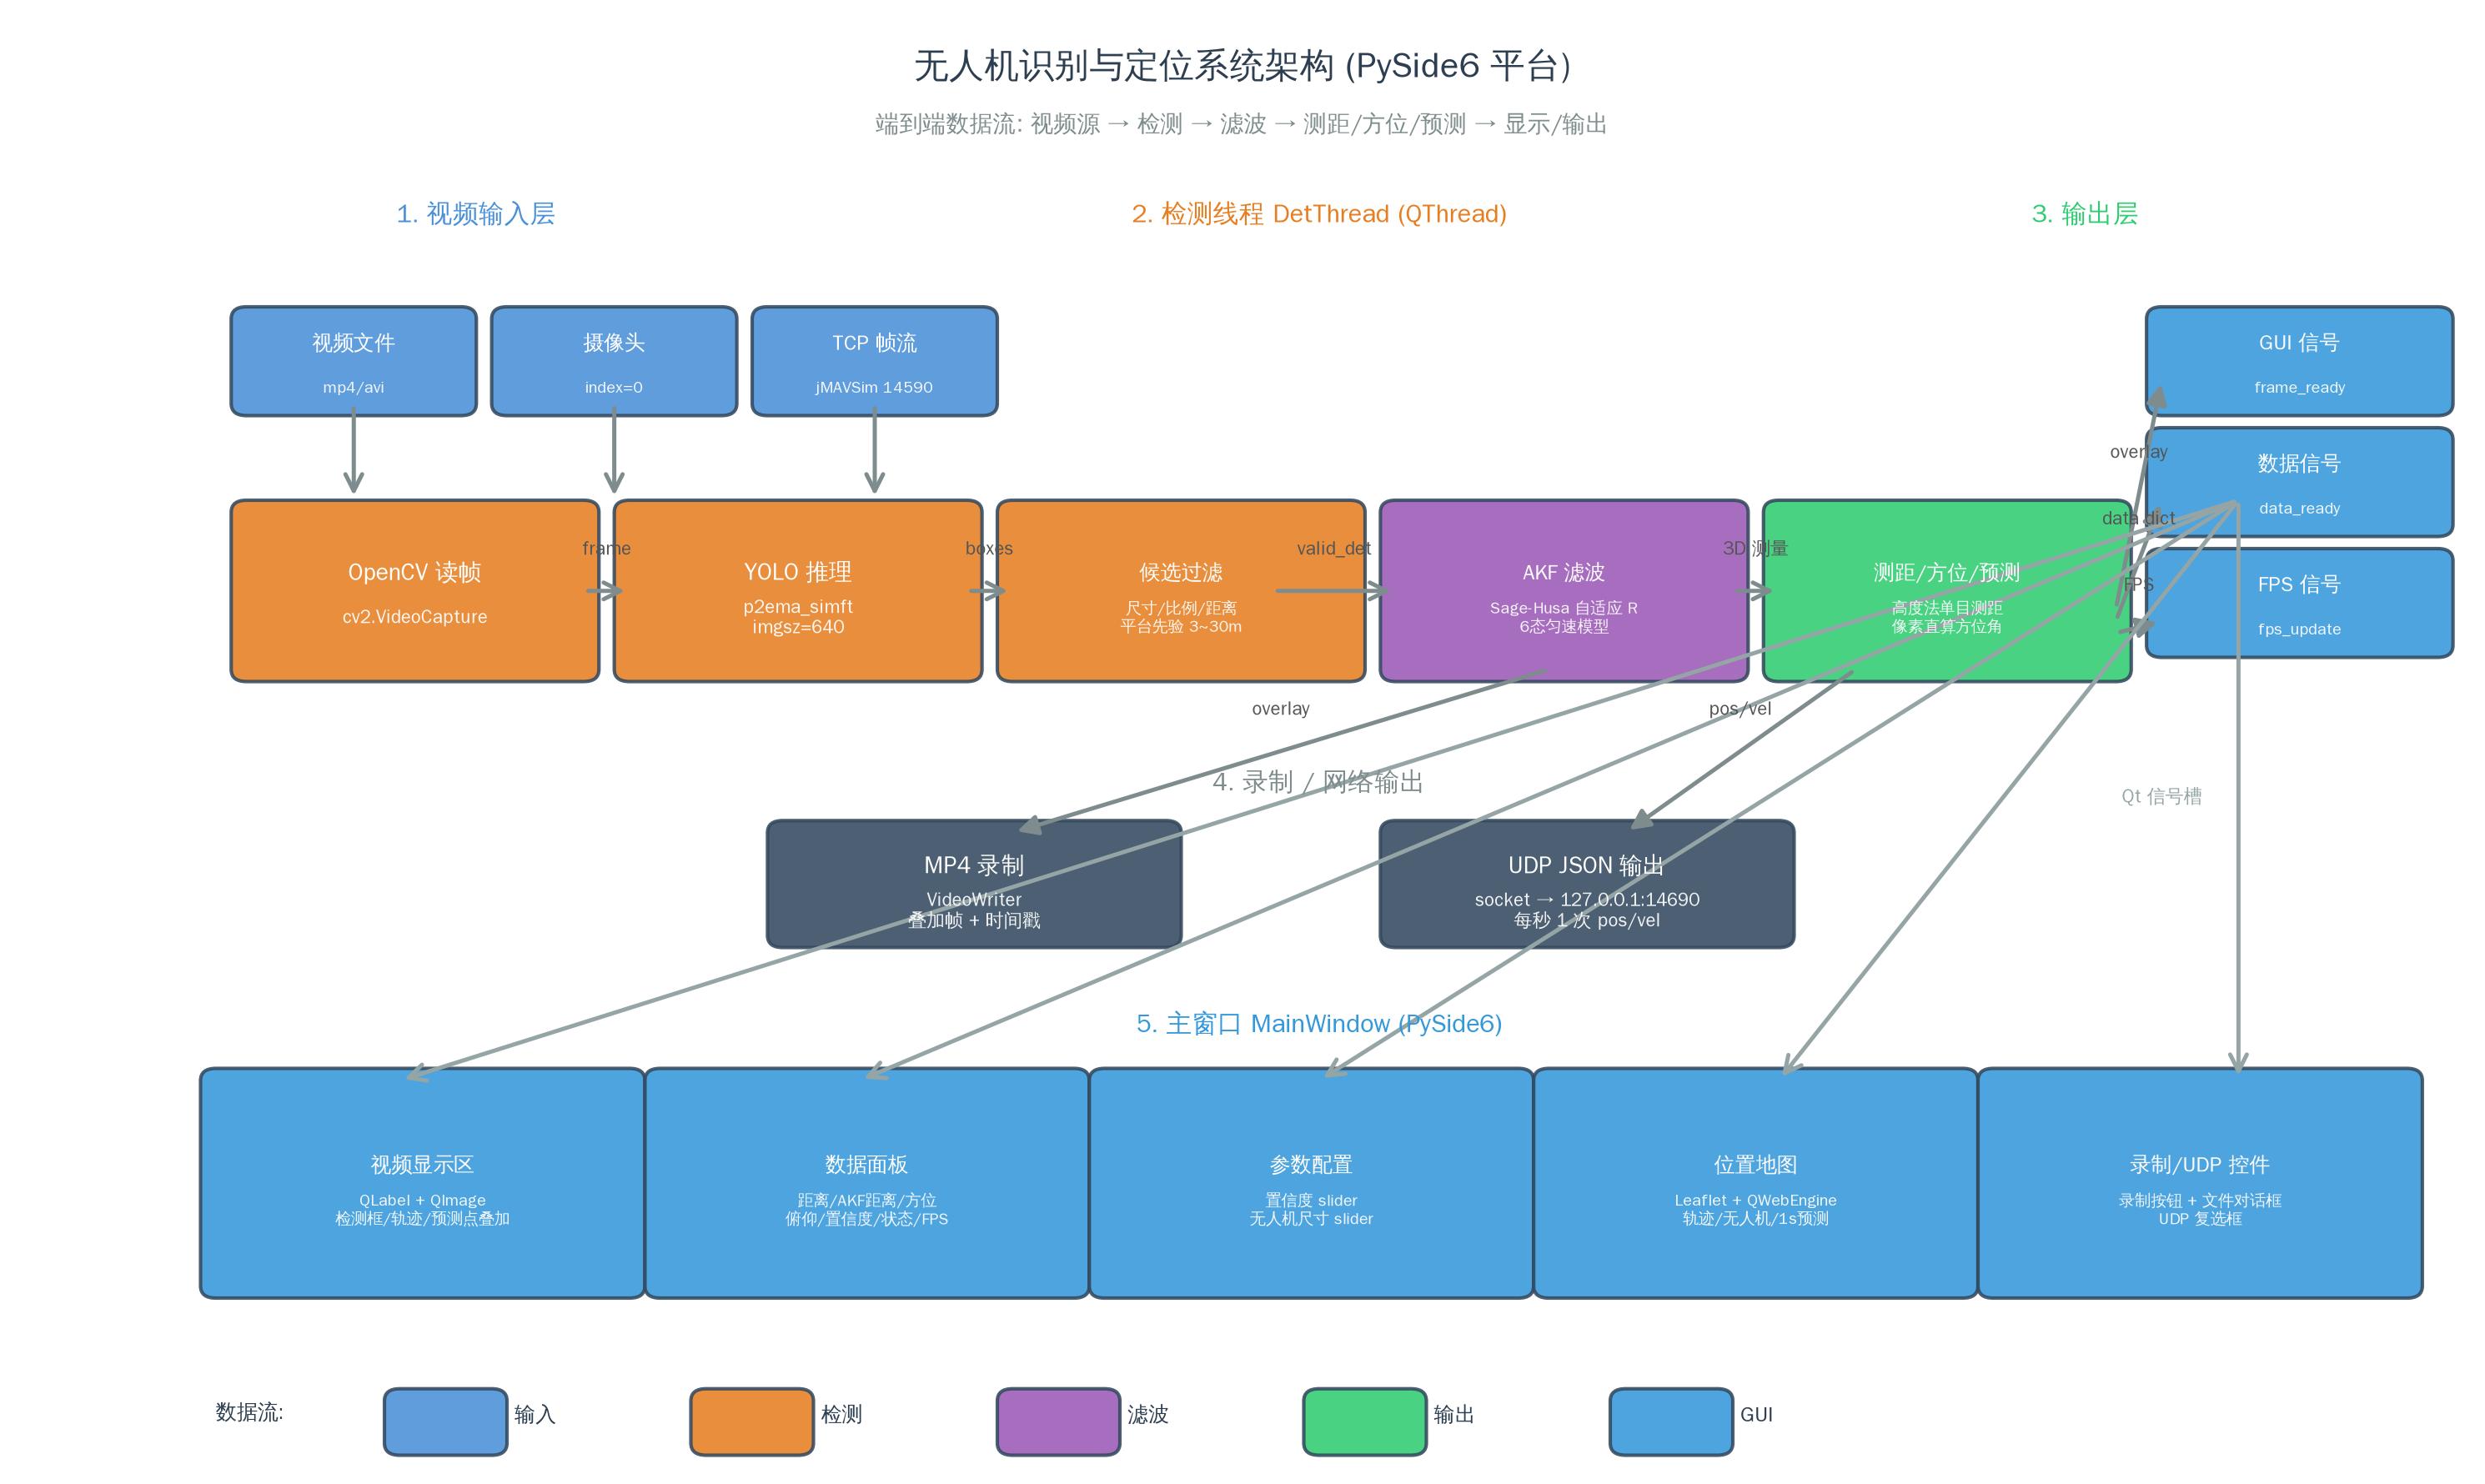 无人机识别与定位系统架构 (PySide6 平台)
端到端数据流: 视频源 → 检测 → 滤波 → 测距/方位/预测 → 显示/输出
1. 视频输入层
2. 检测线程 DetThread (QThread)
3. 输出层
视频文件
mp4/avi
摄像头
index=0
TCP 帧流
jMAVSim 14590
GUI 信号
frame_ready
overlay
数据信号
data_ready
data dict
FPS 信号
fps_update
FPS
OpenCV 读帧
cv2.VideoCapture
frame
YOLO 推理
p2ema_simft
imgsz=640
boxes
候选过滤
尺寸/比例/距离
平台先验 3~30m
valid_det
AKF 滤波
Sage-Husa 自适应 R
6态匀速模型
3D 测量
测距/方位/预测
高度法单目测距
像素直算方位角
overlay
pos/vel
4. 录制 / 网络输出
Qt 信号槽
MP4 录制
VideoWriter
叠加帧 + 时间戳
UDP JSON 输出
socket → 127.0.0.1:14690
每秒 1 次 pos/vel
5. 主窗口 MainWindow (PySide6)
视频显示区
QLabel + QImage
检测框/轨迹/预测点叠加
数据面板
距离/AKF距离/方位
俯仰/置信度/状态/FPS
参数配置
置信度 slider
无人机尺寸 slider
位置地图
Leaflet + QWebEngine
轨迹/无人机/1s预测
录制/UDP 控件
录制按钮 + 文件对话框
UDP 复选框
数据流:
输入
检测
滤波
输出
GUI